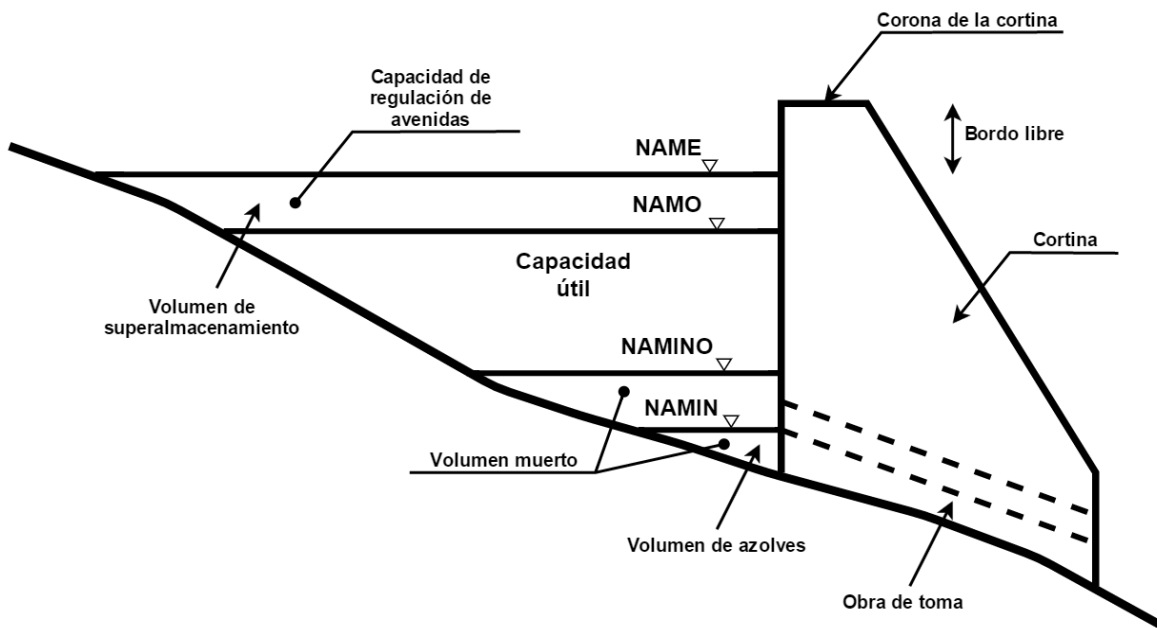 Corona de la cortina
Capacidad de
regulación de
avenidas
Bordo libre
NAME
NAMO
Cortina
Capacidad
útil
Volumen de
superalmacenamiento
NAMINO
NAMIN
Volumen muerto
Volumen de azolves
Obra de toma